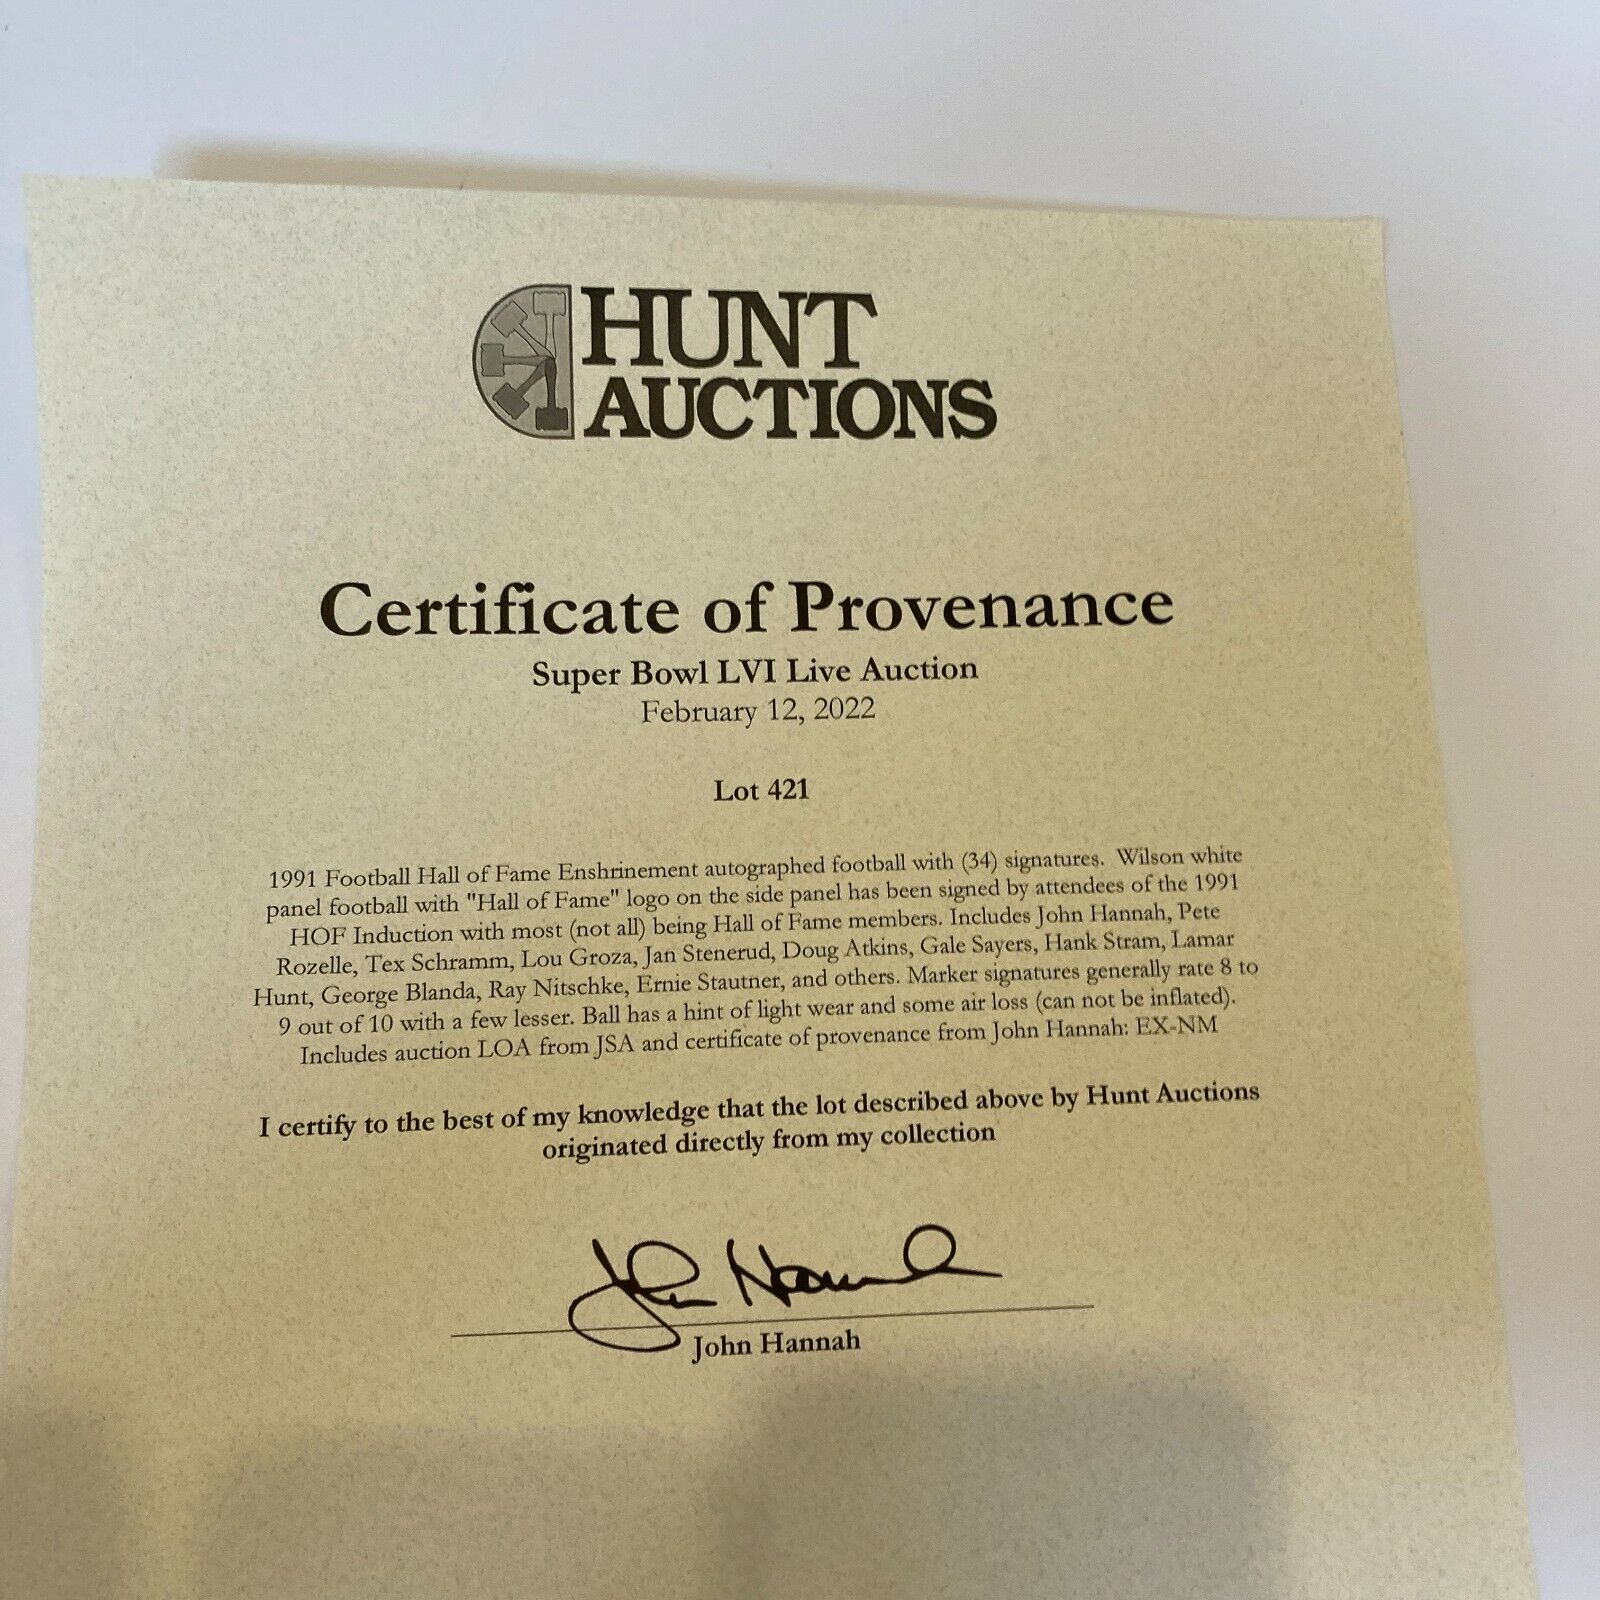 HUNT
AUCTIONS
Certificate of Provenance
Super Bowl LVI Live Auction
February 12, 2022
Lot 421
1991 Football Hall of Fame Enshrinement autographed football with (34) signatures. Wilson white
panel football with "Hall of Fame" logo on the side panel has been signed by attendees of the 1991
HOF Induction with most (not all) being Hall of Fame members. Includes John Hannah, Pete
Rozelle, Tex Schramm, Lou Groza, Jan Stenerud, Doug Atkins, Gale Sayers, Hank Stram, Lamar
Hunt, George Blanda, Ray Nitschke, Ernie Stautner, and others. Marker signatures generally rate 8 to
9 out of 10 with a few lesser. Ball has a hint of light wear and some air loss (can not be inflated).
Includes auction LOA from JSA and certificate of provenance from John Hannah: EX-NM
I certify to the best of my knowledge that the lot described above by Hunt Auctions
originated directly from my collection
John Hannah
John Hannah